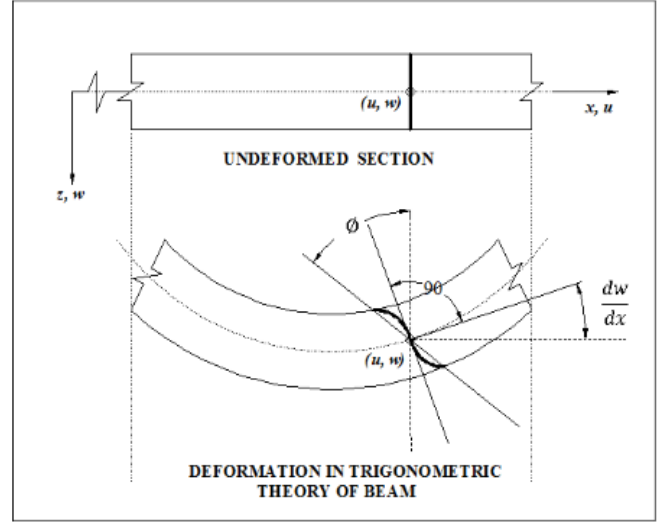 (u, w)
x, u
UNDEFORMED SECTION
z, w
Ø
90
dw
dx
(u, w)
DEFORMATION IN TRIGONOMETRIC
THEORY OF BEAM